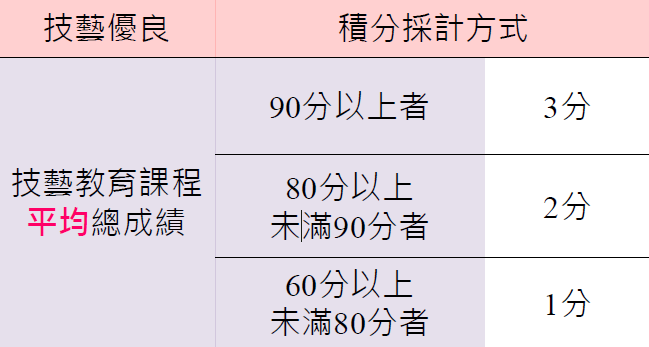 技藝優良
積分採計方式
技藝教育課程
平均總成績
90分以上者
3分
80分以上
未滿90分者
2分
60分以上
未滿80分者
1分